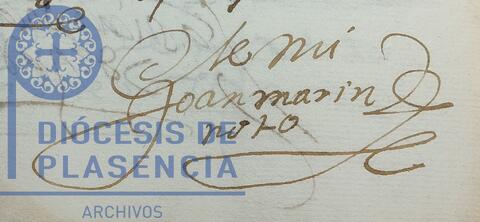 te mi
Joan marin
noto
DIÓCESIS DE
PLASENCIA
ARCHIVOS